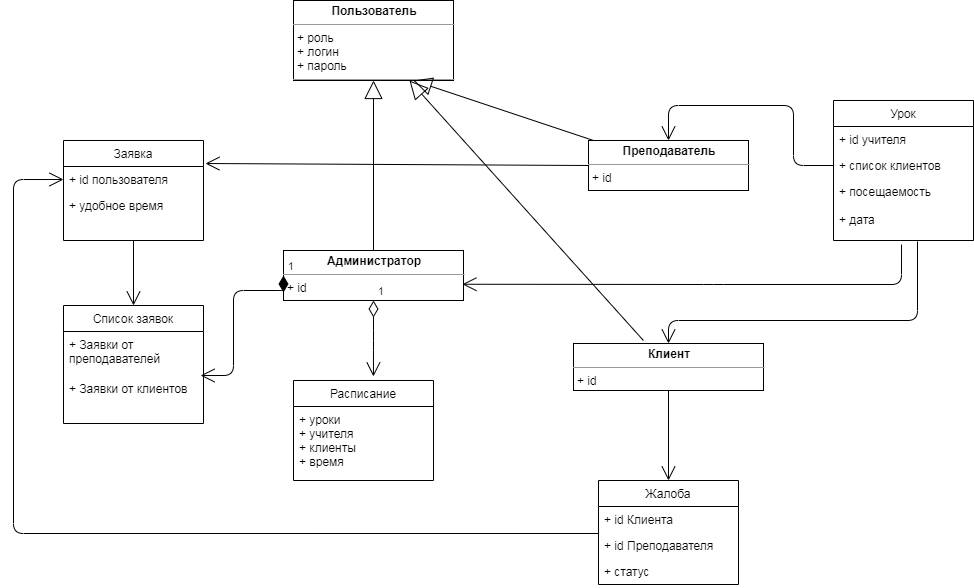 Пользователь
+ роль
+ логин
+ пароль
Заявка
+ id пользователя
+ удобное время
Преподаватель
+ id
Урок
+ id учителя
+ список клиентов
+ посещаемость
+ дата
1
Администратор
+ id
1
Список заявок
+ Заявки от
преподавателей
+ Заявки от клиентов
Расписание
+ уроки
+ учителя
+ клиенты
+ время
Клиент
+ id
Жалоба
+ id Клиента
+ id Преподавателя
+ статус